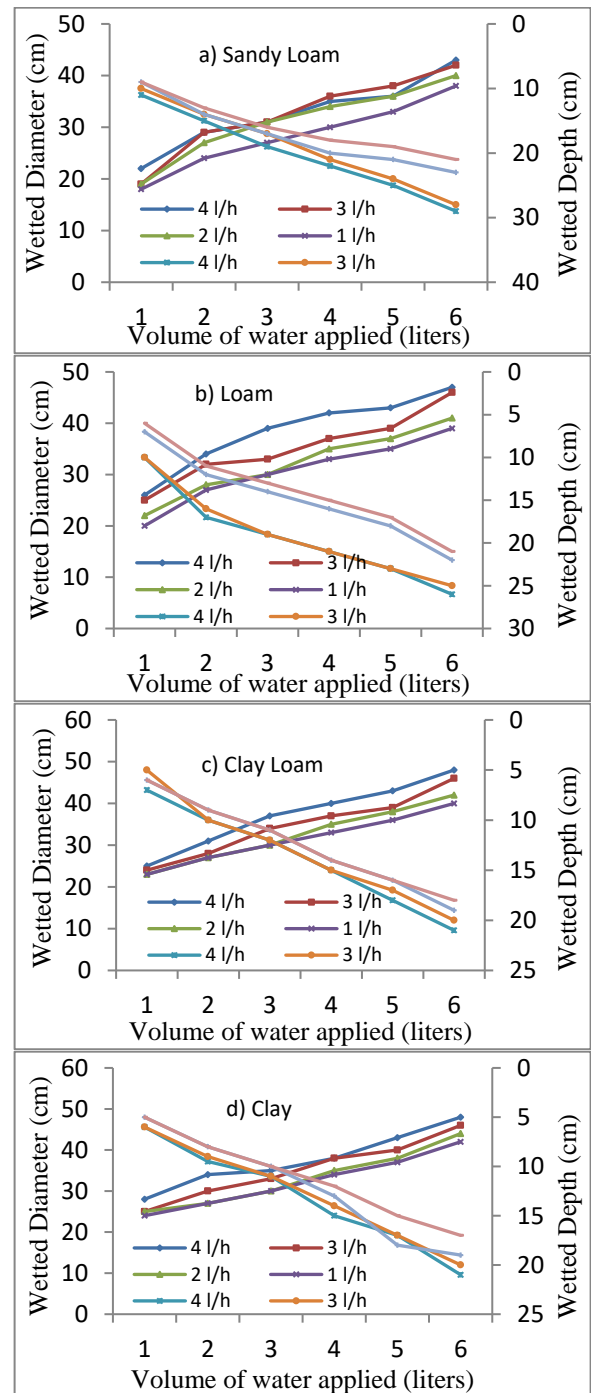 a) Sandy Loam
Wetted Diameter (cm)
50
40
30
20
10
0
0
10
20
30
40
Wetted Depth (cm)
4 l/h 3 l/h
2 l/h 1 l/h
4 l/h 3 l/h
1 2 3 4 5 6
Volume of water applied (liters)
b) Loam
Wetted Diameter (cm)
50
40
30
20
10
0
0
5
10
15
20
25
30
Wetted Depth (cm)
4 l/h 3 l/h
2 l/h 1 l/h
4 l/h 3 l/h
1 2 3 4 5 6
Volume of water applied (liters)
c) Clay Loam
Wetted Diameter (cm)
60
50
40
30
20
10
0
0
5
10
15
20
25
Wetted Depth (cm)
4 l/h 3 l/h
2 l/h 1 l/h
4 l/h 3 l/h
1 2 3 4 5 6
Volume of water applied (liters)
d) Clay
Wetted Diameter (cm)
60
50
40
30
20
10
0
0
5
10
15
20
25
Wetted Depth (cm)
4 l/h 3 l/h
2 l/h 1 l/h
4 l/h 3 l/h
1 2 3 4 5 6
Volume of water applied (liters)